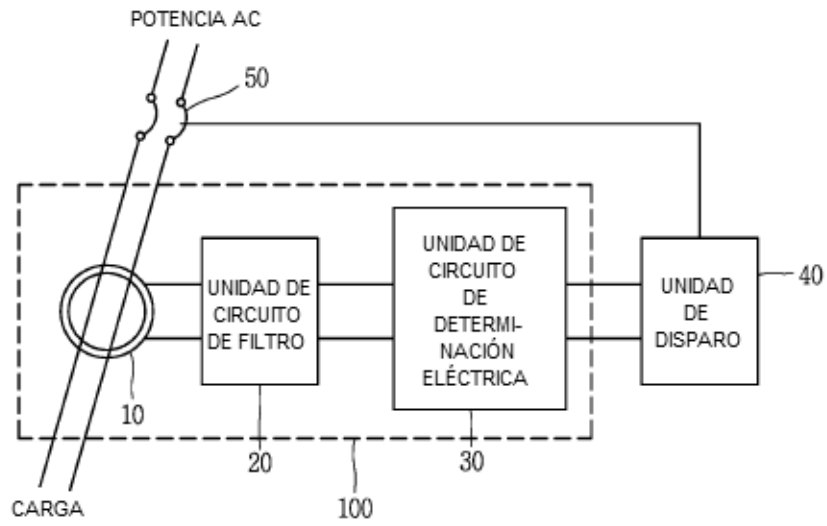 POTENCIA AC
50
UNIDAD DE
CIRCUITO
DE FILTRO
UNIDAD DE
CIRCUITO
DE
DETERMI-
NACIÓN
ELÉCTRICA
UNIDAD
DE
DISPARO
40
10
20
30
CARGA
100